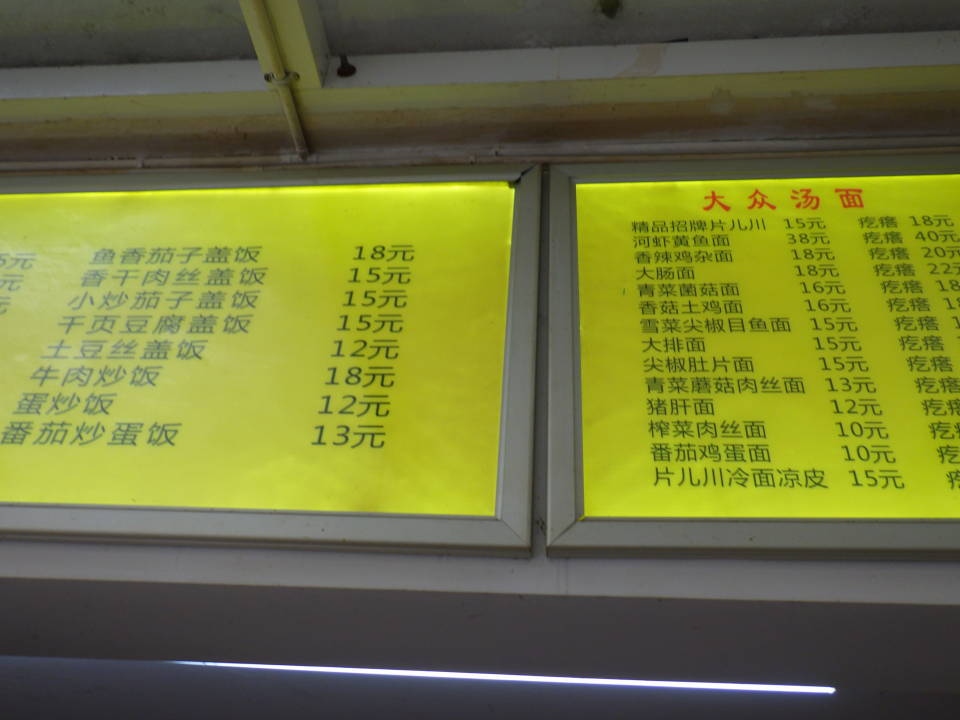 鱼香茄子盖饭 18元
香干肉丝盖饭 15元
小炒茄子盖饭 15元
千页豆腐盖饭 15元
土豆丝盖饭 12元
牛肉炒饭 18元
蛋炒饭 12元
番茄炒蛋饭 13元
大众汤面
精品招牌片儿川 15元 疙瘩 18元
河虾黄鱼面 38元 疙瘩 40元
香辣鸡杂面 18元 疙瘩 20元
大肠面 18元 疙瘩 22元
青菜菌菇面 16元 疙瘩 18
香菇土鸡面 16元 疙瘩 18
雪菜尖椒目鱼面 15元 疙瘩
大排面 15元 疙瘩
尖椒肚片面 15元 疙瘩
青菜蘑菇肉丝面 13元 疙瘩
猪肝面 12元 疙
榨菜肉丝面 10元 疙
番茄鸡蛋面 10元 疙
片儿川冷面凉皮 15元